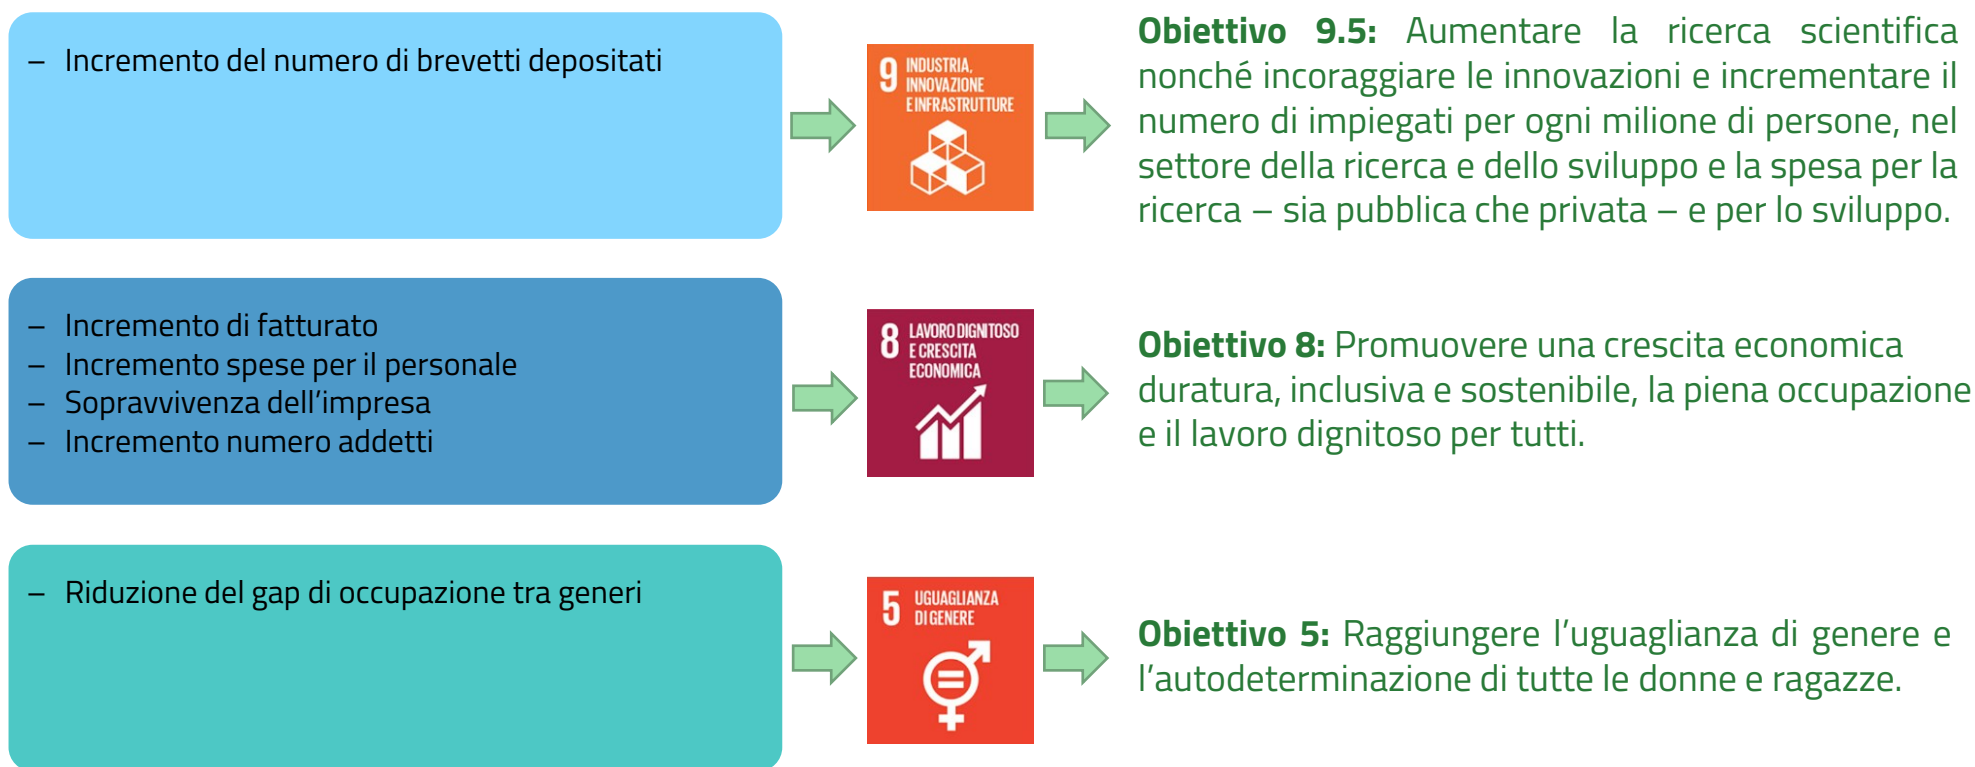 – Incremento del numero di brevetti depositati
9 INDUSTRIA,
INNOVAZIONE
E INFRASTRUTTURE
Obiettivo 9.5: Aumentare la ricerca scientifica
nonché incoraggiare le innovazioni e incrementare il
numero di impiegati per ogni milione di persone, nel
settore della ricerca e dello sviluppo e la spesa per la
ricerca – sia pubblica che privata – e per lo sviluppo.
– Incremento di fatturato
– Incremento spese per il personale
– Sopravvivenza dell’impresa
– Incremento numero addetti
8 LAVORO DIGNITOSO
E CRESCITA
ECONOMICA
Obiettivo 8: Promuovere una crescita economica
duratura, inclusiva e sostenibile, la piena occupazione
e il lavoro dignitoso per tutti.
– Riduzione del gap di occupazione tra generi
5 UGUAGLIANZA
DI GENERE
Obiettivo 5: Raggiungere l’uguaglianza di genere e
l’autodeterminazione di tutte le donne e ragazze.